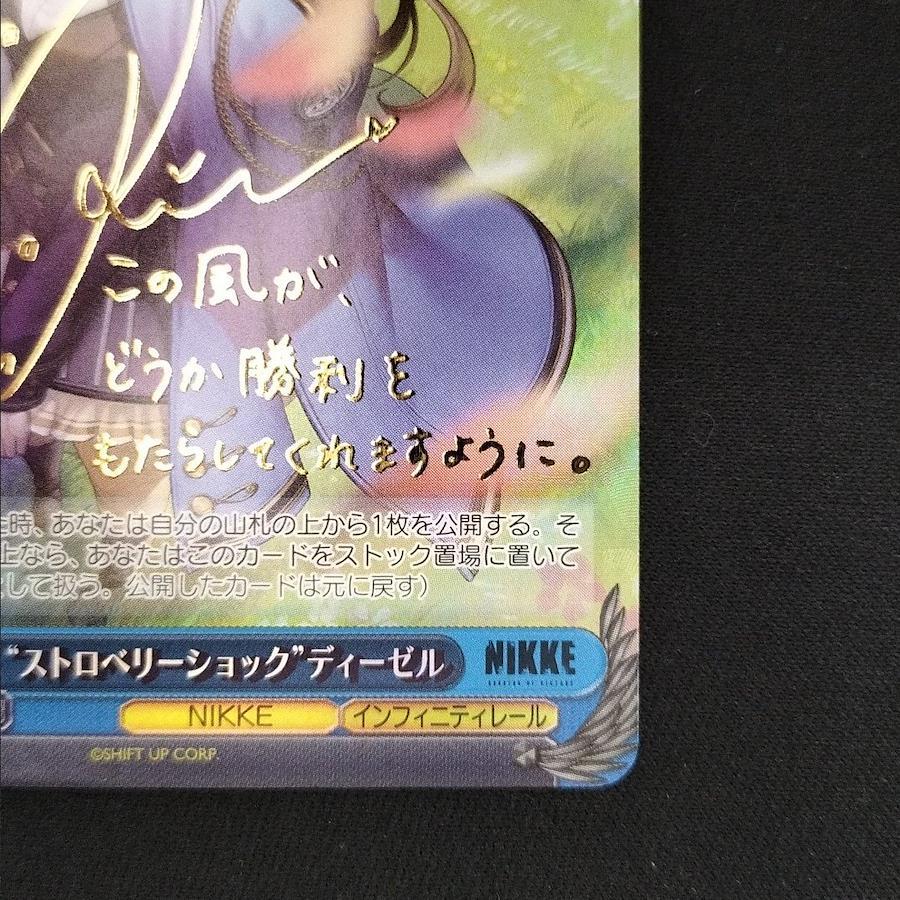 この風が、
どうか勝利を
もたらしてくれますように。
時、あなたは自分の山札の上から1枚を公開する。そ
上なら、あなたはこのカードをストック置場に置いて
して扱う。公開したカードは元に戻す）
“ストロベリーショック”ディーゼル
NIKKE
NIKKE
インフィニティレール
©SHIFT UP CORP.